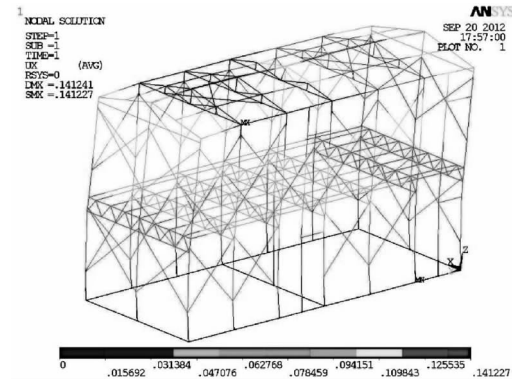 1
NODAL SOLUTION
STEP=1
SUB =1
TIME=1
UX (AVG)
RSYS=0
DMX =.141241
SMX =.141227
ANSYS
SEP 20 2012
17:57:00
PLOT NO. 1
MX
Z
X
MN
0 .031384 .062768 .094151 .125535
.015692 .047076 .078459 .109843 .141227